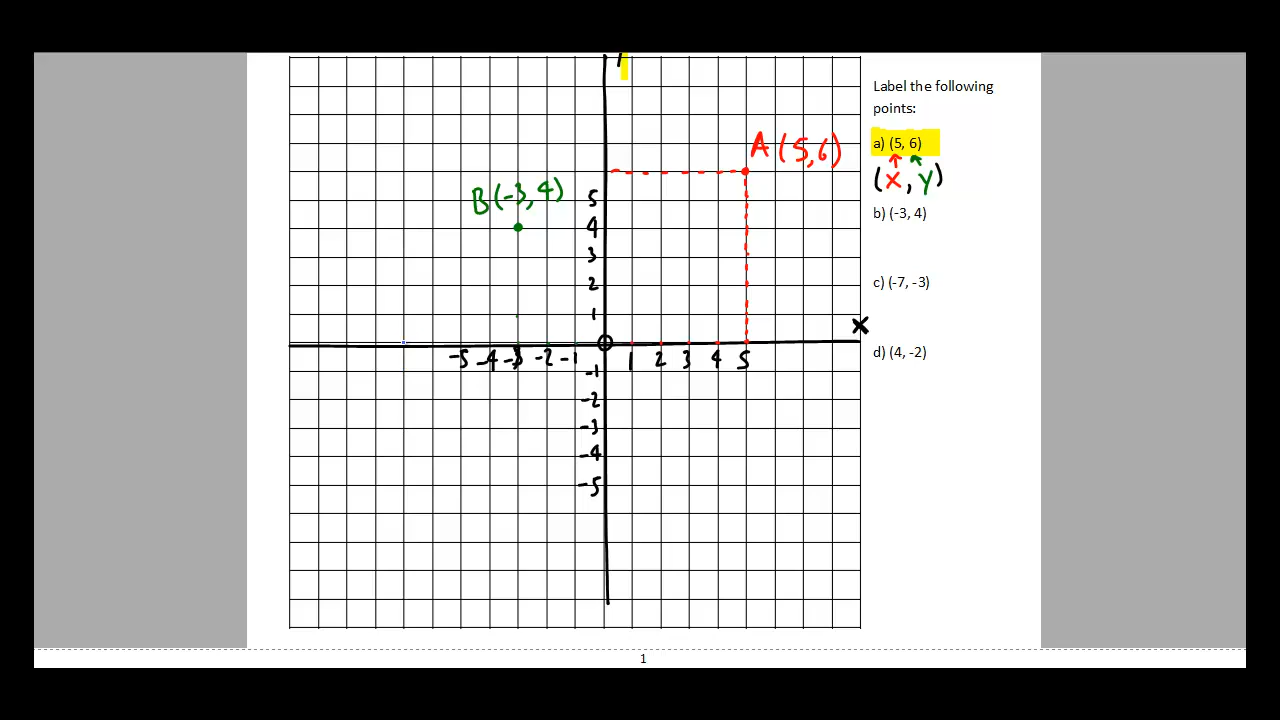 Label the following
points:
a) (5, 6)
(X, Y)
b) (-3, 4)
c) (-7, -3)
d) (4, -2)
A (5,6)
B(-3, 4)
5
4
3
2
1
X
-5 -4 -3 -2 -1 1 2 3 4 5
-1
-2
-3
-4
-5
1